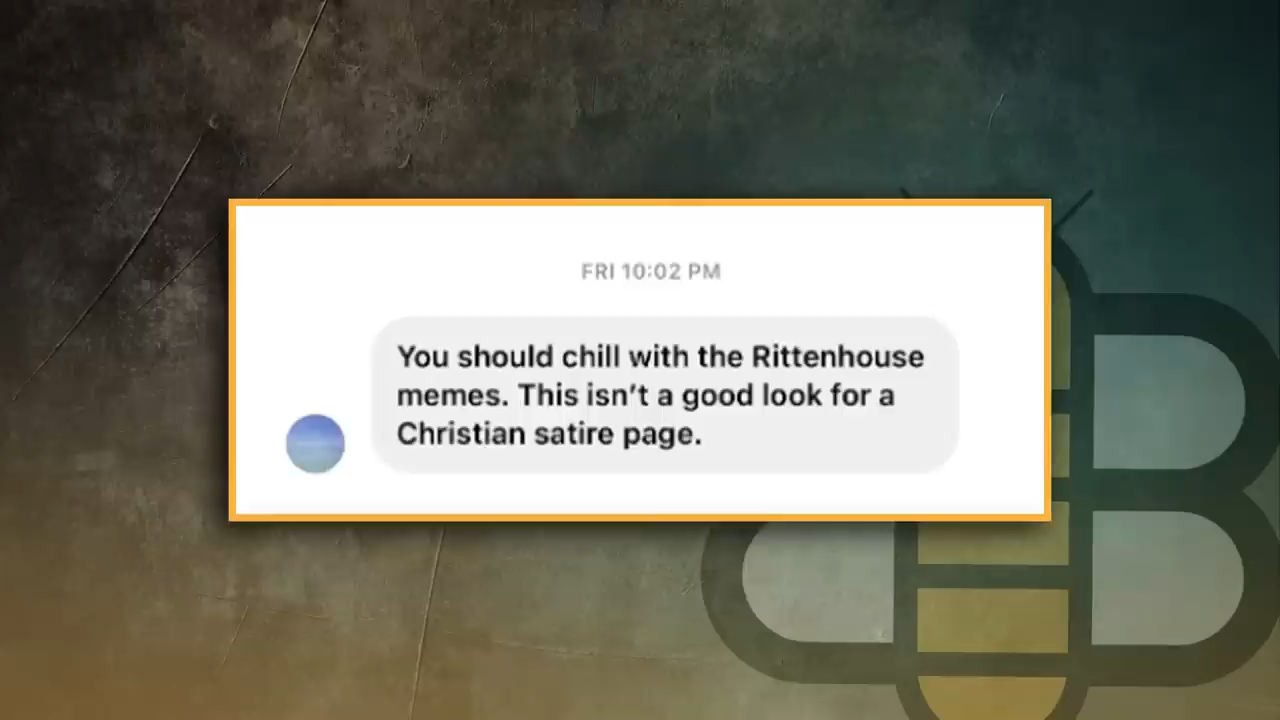 FRI 10:02 PM
You should chill with the Rittenhouse
memes. This isn't a good look for a
Christian satire page.